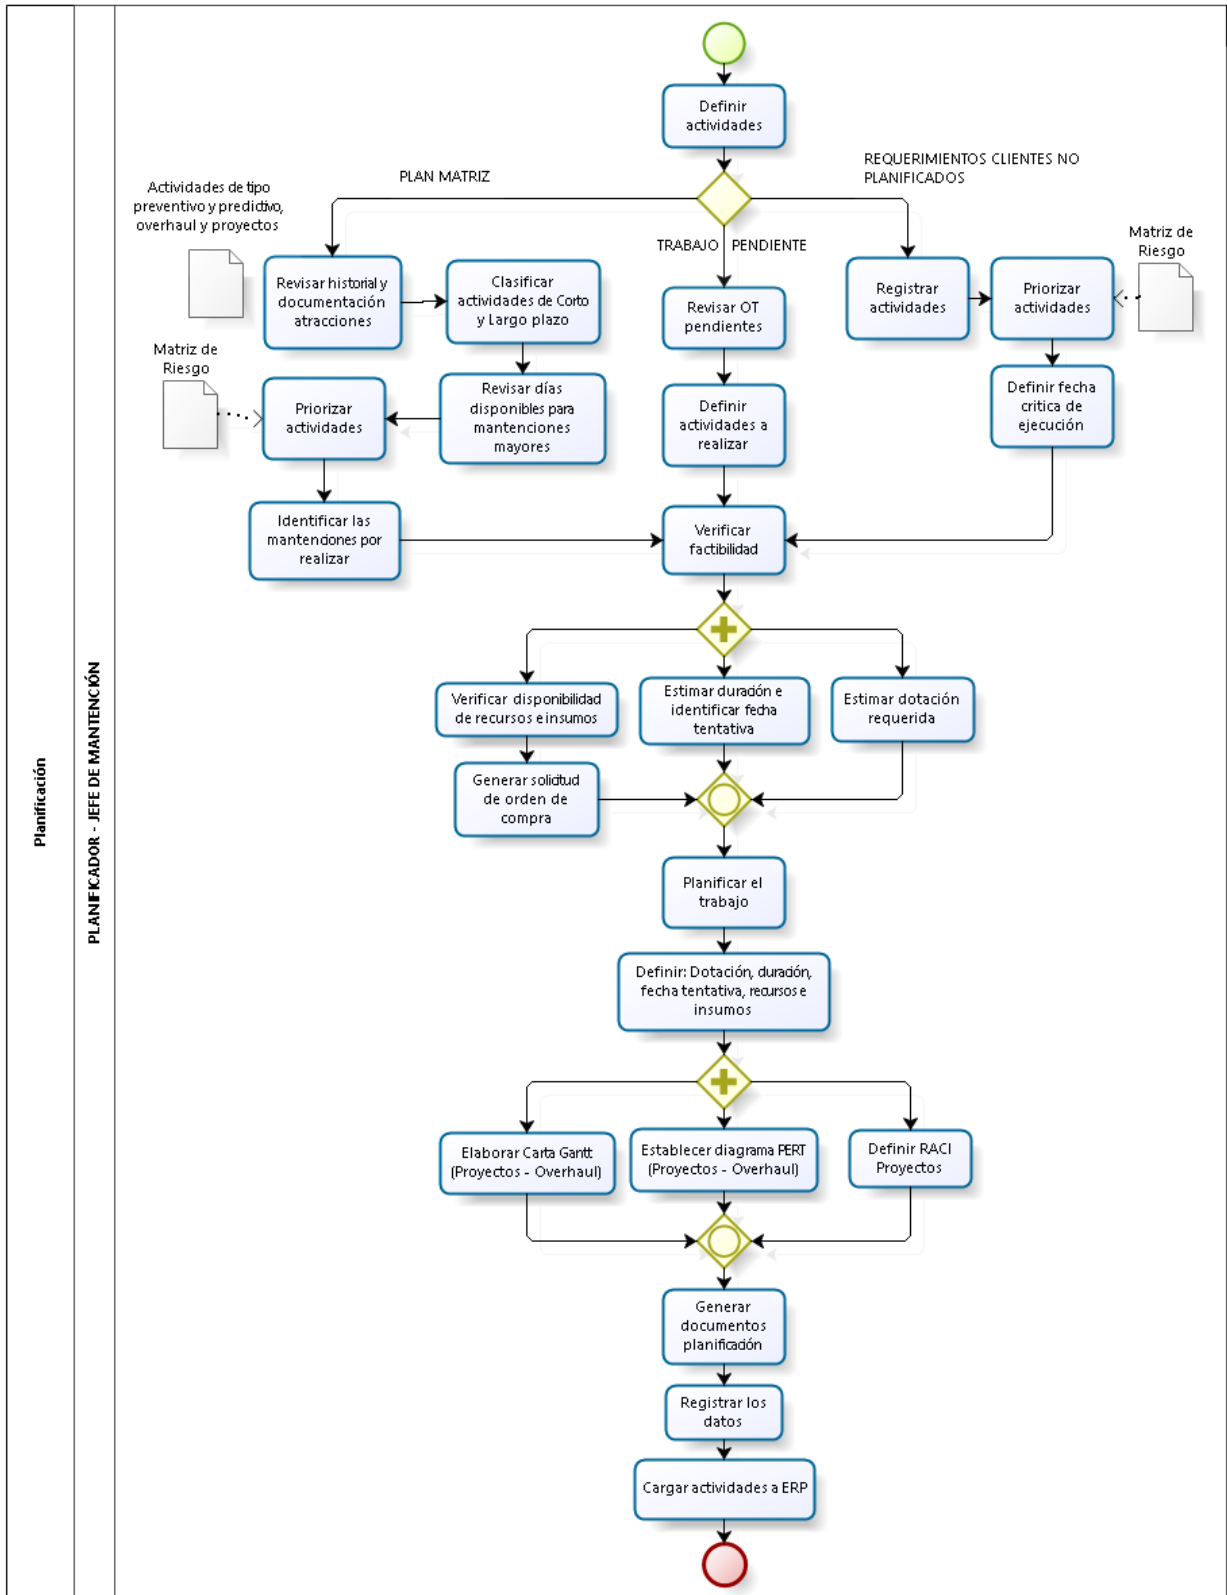 Planificación
PLANIFICADOR - JEFE DE MANTENCIÓN
Definir
actividades
PLAN MATRIZ
REQUERIMIENTOS CLIENTES NO
PLANIFICADOS
TRABAJO PENDIENTE
Actividades de tipo
preventivo y predictivo,
overhaul y proyectos
Revisar historial y
documentación
atracciones
Clasificar
actividades de Corto
y Largo plazo
Revisar OT
pendientes
Registrar
actividades
Priorizar
actividades
Matriz de
Riesgo
Matriz de
Riesgo
Priorizar
actividades
Revisar días
disponibles para
mantenciones
mayores
Definir
actividades a
realizar
Definir fecha
critica de
ejecución
Identificar las
mantenciones por
realizar
Verificar
factibilidad
Verificar disponibilidad
de recursos e insumos
Estimar duración e
identificar fecha
tentativa
Estimar dotación
requerida
Generar solicitud
de orden de
compra
Planificar el
trabajo
Definir: Dotación, duración,
fecha tentativa, recursos e
insumos
Elaborar Carta Gantt
(Proyectos - Overhaul)
Establecer diagrama PERT
(Proyectos - Overhaul)
Definir RACI
Proyectos
Generar
documentos
planificación
Registrar los
datos
Cargar actividades a ERP